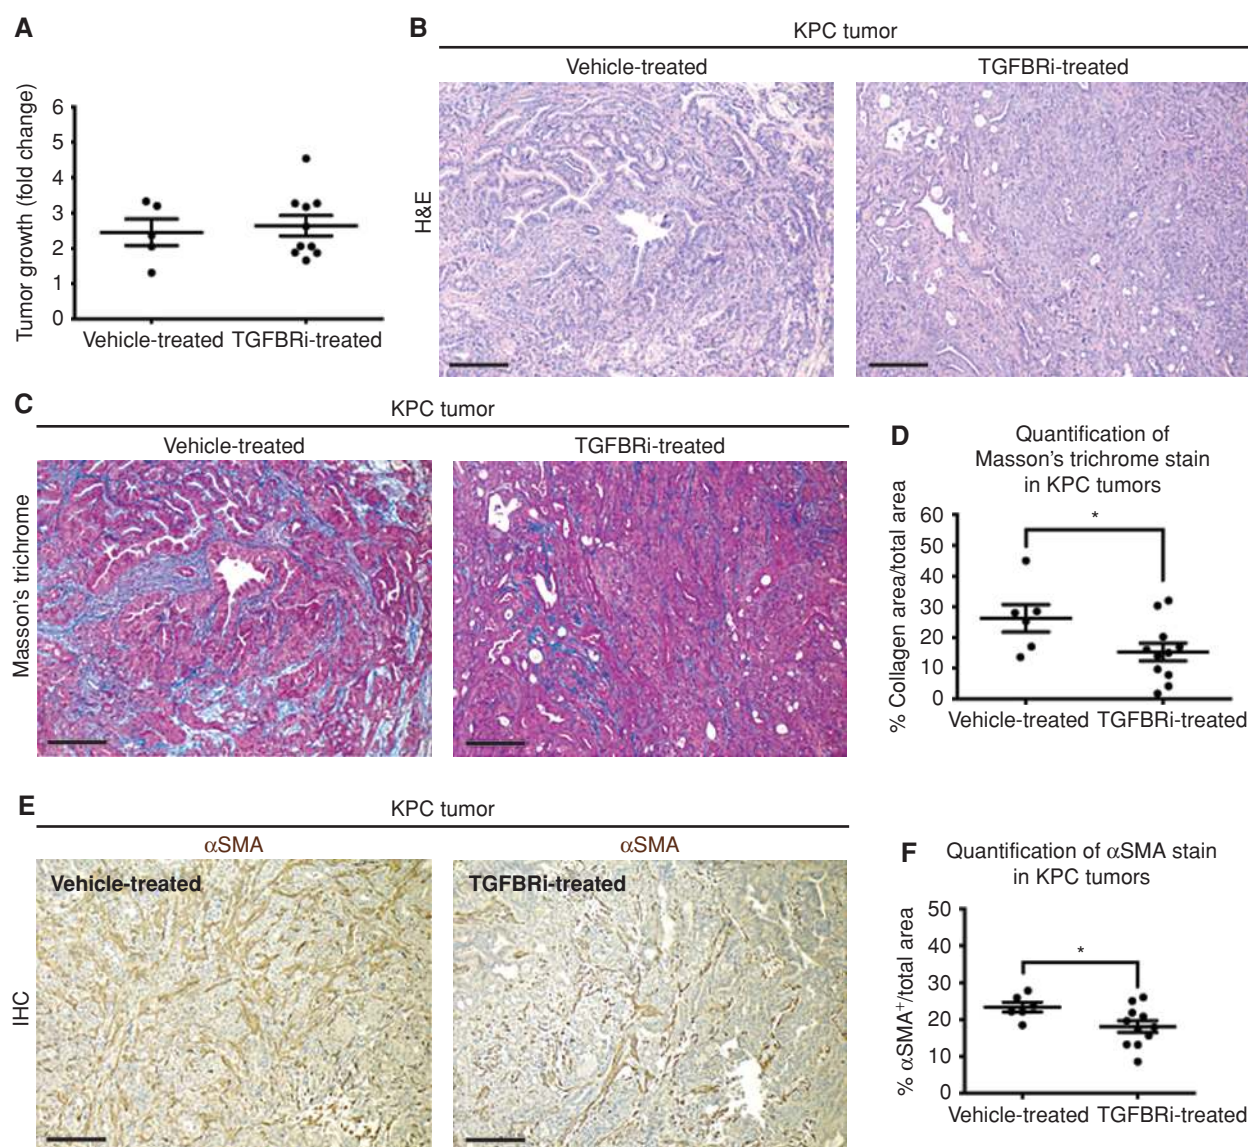 A
Tumor growth (fold change)
6
5
4
3
2
1
0
Vehicle-treated TGFBRi-treated
B
KPC tumor
Vehicle-treated TGFBRi-treated
H&E
C
KPC tumor
Vehicle-treated TGFBRi-treated
Masson's trichrome
D
Quantification of
Masson's trichrome stain
in KPC tumors
% Collagen area/total area
60
50
40
30
20
10
0
*
Vehicle-treated TGFBRi-treated
E
KPC tumor
αSMA αSMA
Vehicle-treated TGFBRi-treated
IHC
F
Quantification of αSMA stain
in KPC tumors
% αSMA⁺/total area
50
40
30
20
10
0
*
Vehicle-treated TGFBRi-treated